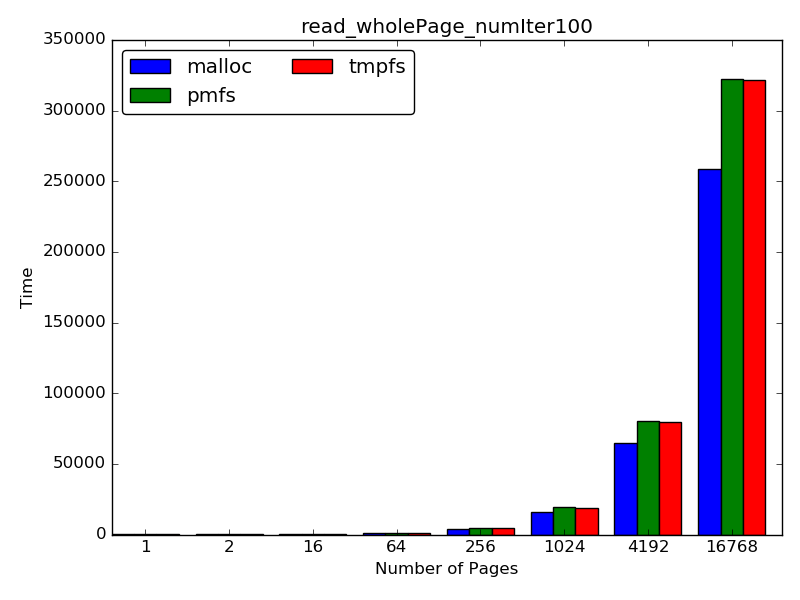 read_wholePage_numIter100
350000
300000
250000
200000
150000
100000
50000
0
malloc
tmpfs
pmfs
Time
1 2 16 64 256 1024 4192 16768
Number of Pages